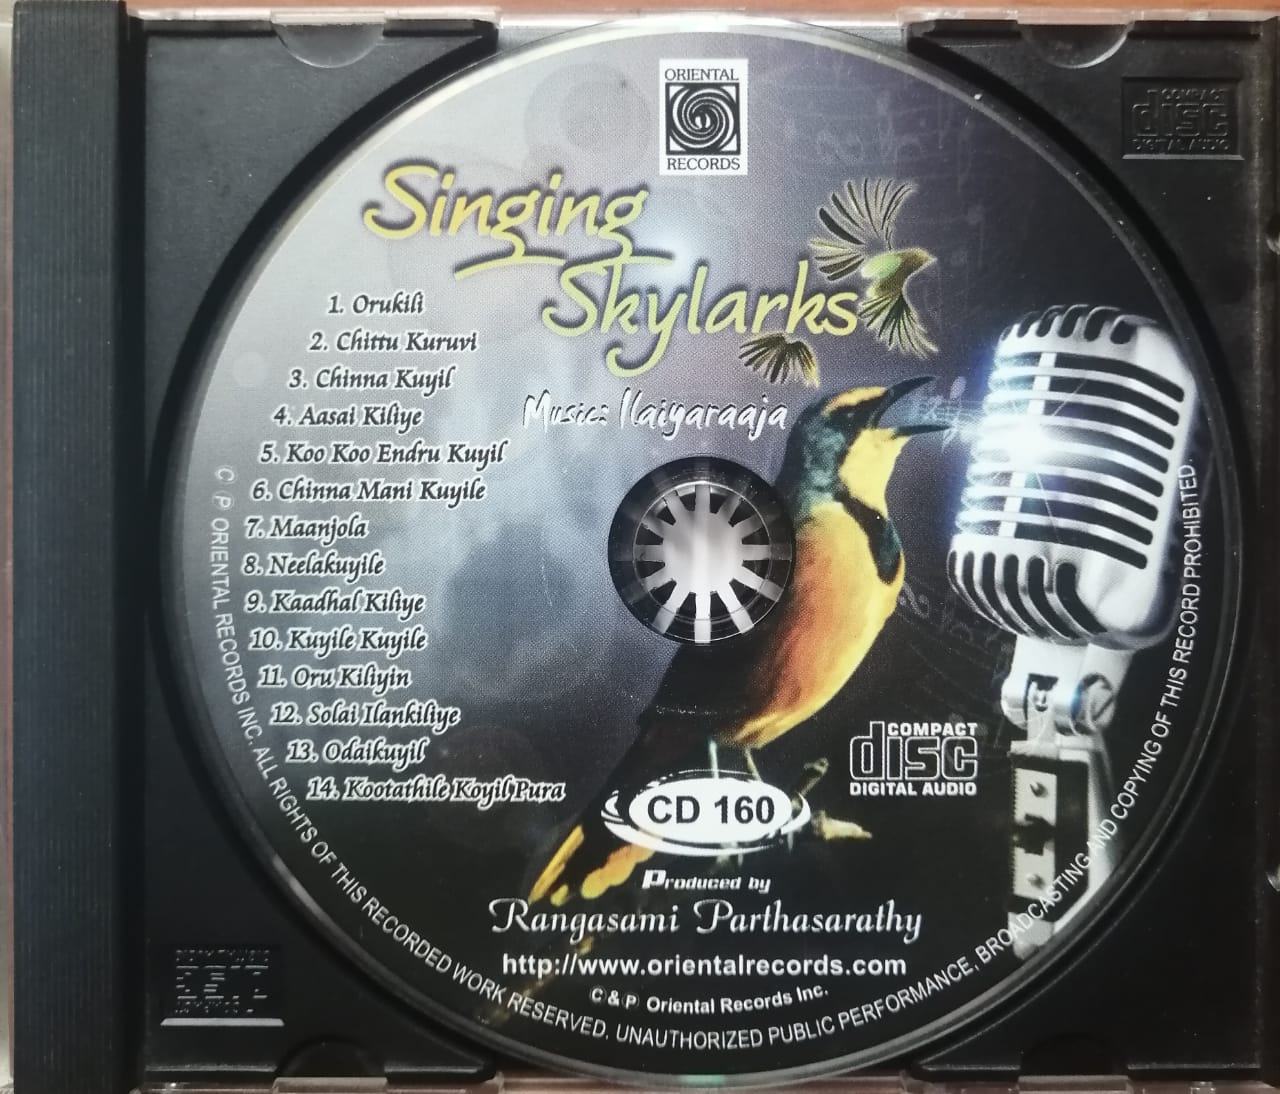 ORIENTAL
RECORDS
Singing
Skylarks
Music: Ilaiyaraaja
1. Orukili
2. Chittu Kuruvi
3. Chinna Kuyil
4. Aasai Kiliye
5. Koo Koo Endru Kuyil
6. Chinna Mani Kuyile
7. Maanjola
8. Neelakuyile
9. Kaadhal Kiliye
10. Kuyile Kuyile
11. Oru Kiliyin
12. Solai Ilankiliye
13. Odaikuyil
14. Kootathile Koyil Pura
COMPACT
disc
DIGITAL AUDIO
CD 160
Produced by
Rangasami Parthasarathy
http://www.orientalrecords.com
C & P Oriental Records Inc.
C P ORIENTAL RECORDS INC. ALL RIGHTS OF THIS RECORDED WORK RESERVED. UNAUTHORIZED PUBLIC PERFORMANCE, BROADCASTING AND COPYING OF THIS RECORD PROHIBITED.
COMPACT
disc
DIGITAL AUDIO